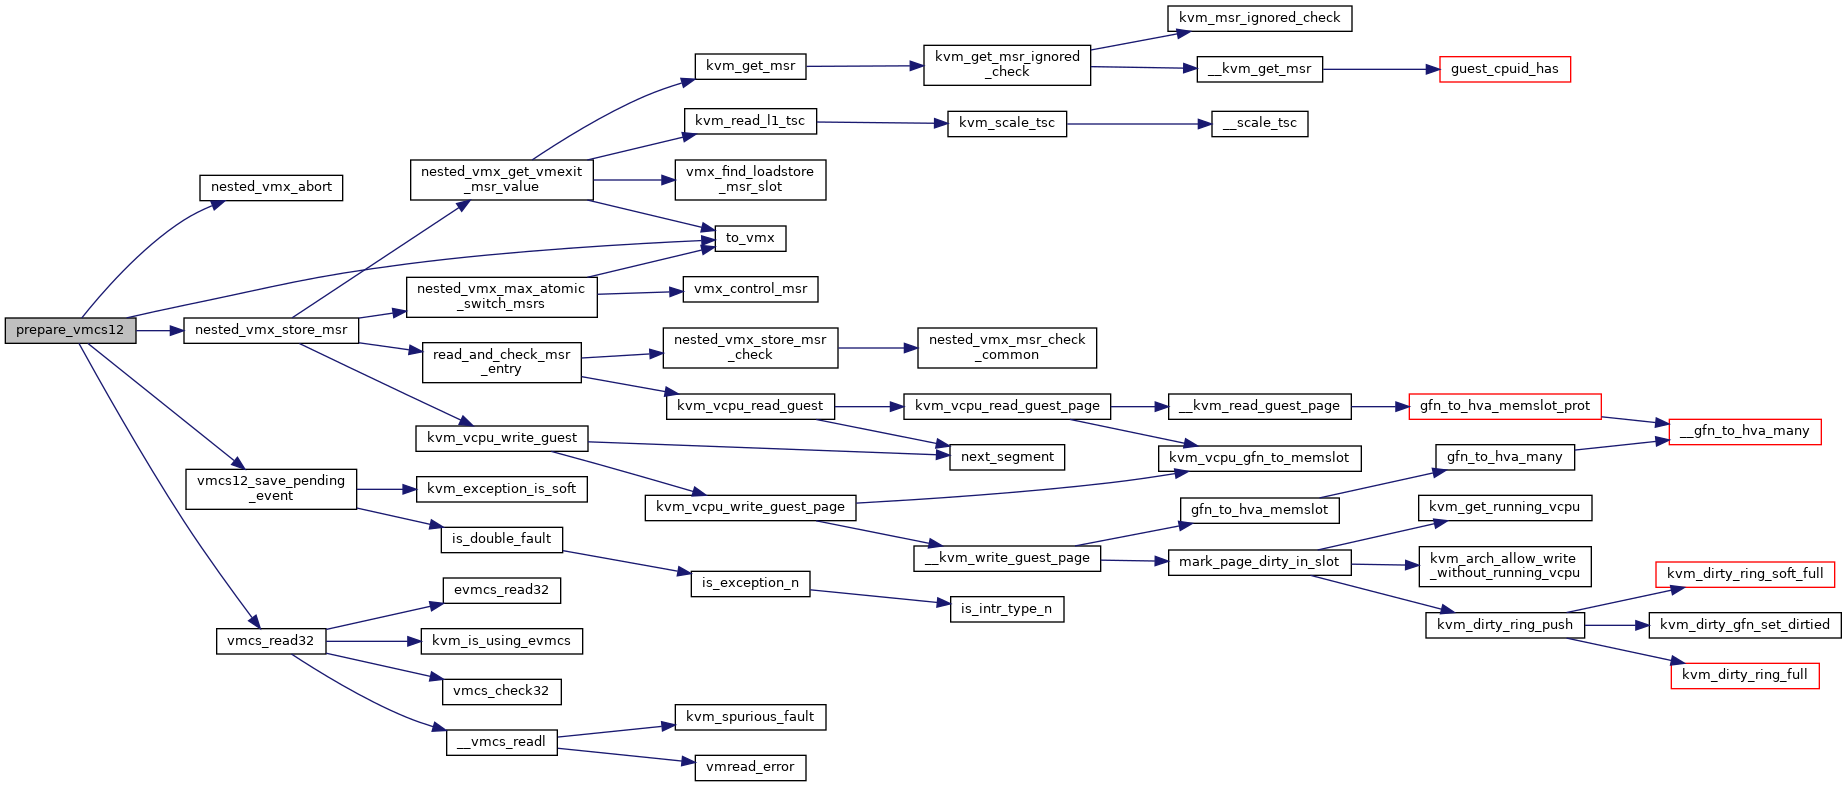 prepare_vmcs12
nested_vmx_abort
nested_vmx_store_msr
vmcs12_save_pending
_event
vmcs_read32
nested_vmx_get_vmexit
_msr_value
nested_vmx_max_atomic
_switch_msrs
read_and_check_msr
_entry
kvm_vcpu_write_guest
kvm_exception_is_soft
is_double_fault
evmcs_read32
kvm_is_using_evmcs
vmcs_check32
__vmcs_readl
kvm_get_msr
kvm_read_l1_tsc
vmx_find_loadstore
_msr_slot
to_vmx
vmx_control_msr
nested_vmx_store_msr
_check
kvm_vcpu_read_guest
kvm_vcpu_write_guest_page
is_exception_n
kvm_spurious_fault
vmread_error
kvm_get_msr_ignored
_check
kvm_scale_tsc
nested_vmx_msr_check
_common
kvm_vcpu_read_guest_page
next_segment
__kvm_write_guest_page
is_intr_type_n
kvm_msr_ignored_check
__kvm_get_msr
__scale_tsc
__kvm_read_guest_page
kvm_vcpu_gfn_to_memslot
gfn_to_hva_memslot
mark_page_dirty_in_slot
guest_cpuid_has
gfn_to_hva_memslot_prot
gfn_to_hva_many
kvm_get_running_vcpu
kvm_arch_allow_write
_without_running_vcpu
kvm_dirty_ring_push
__gfn_to_hva_many
kvm_dirty_ring_soft_full
kvm_dirty_gfn_set_dirtied
kvm_dirty_ring_full